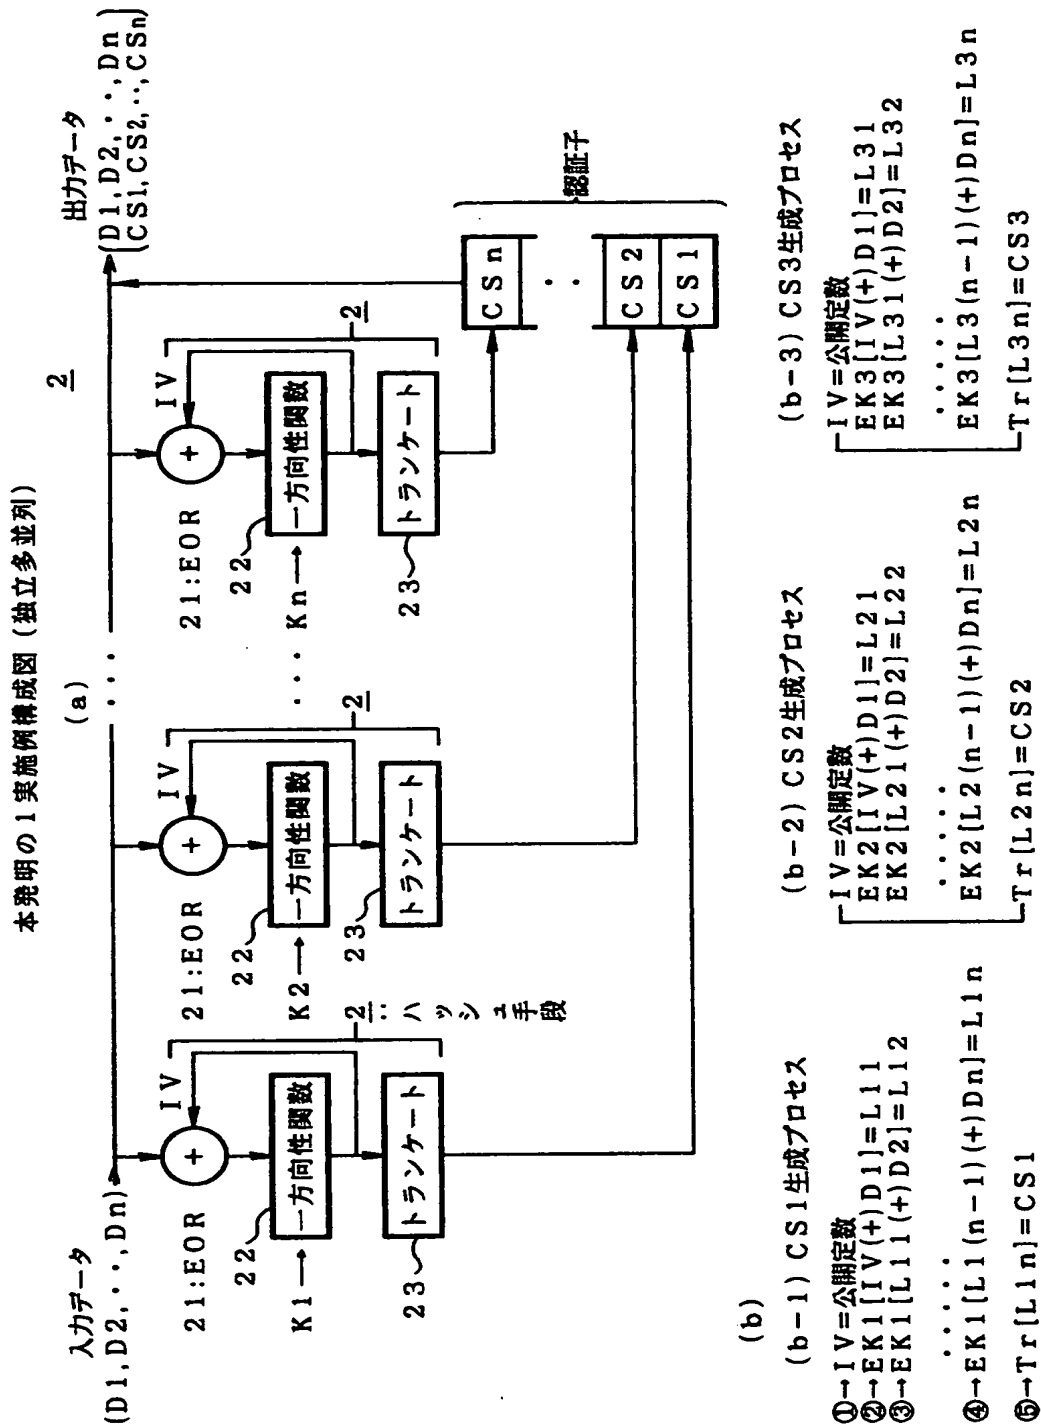 本発明の1実施例構成図(独立多並列)
(a)
入力データ
(D1,D2,··,Dn)
出力データ
(D1,D2,··,Dn)
(CS1,CS2,··,CSn)
····
2
IV
IV
IV
+
+
+
21:EOR
21:EOR
21:EOR
22
22
22
K1→
一方向性関数
K2→
一方向性関数
···
Kn→
一方向性関数
2
2
2:ハッシュ手段
23
トランケート
23
トランケート
23
トランケート
CSn
··
CS2
CS1
認証子
(b)
(b-1) CS1生成プロセス
①→IV=公開定数
②→EK1[IV(+)D1]=L11
③→EK1[L11(+)D2]=L12
·····
④→EK1[L1(n-1)(+)Dn]=L1n
⑤→Tr[L1n]=CS1
(b-2) CS2生成プロセス
IV=公開定数
EK2[IV(+)D1]=L21
EK2[L21(+)D2]=L22
·····
EK2[L2(n-1)(+)Dn]=L2n
Tr[L2n]=CS2
(b-3) CS3生成プロセス
IV=公開定数
EK3[IV(+)D1]=L31
EK3[L31(+)D2]=L32
·····
EK3[L3(n-1)(+)Dn]=L3n
Tr[L3n]=CS3